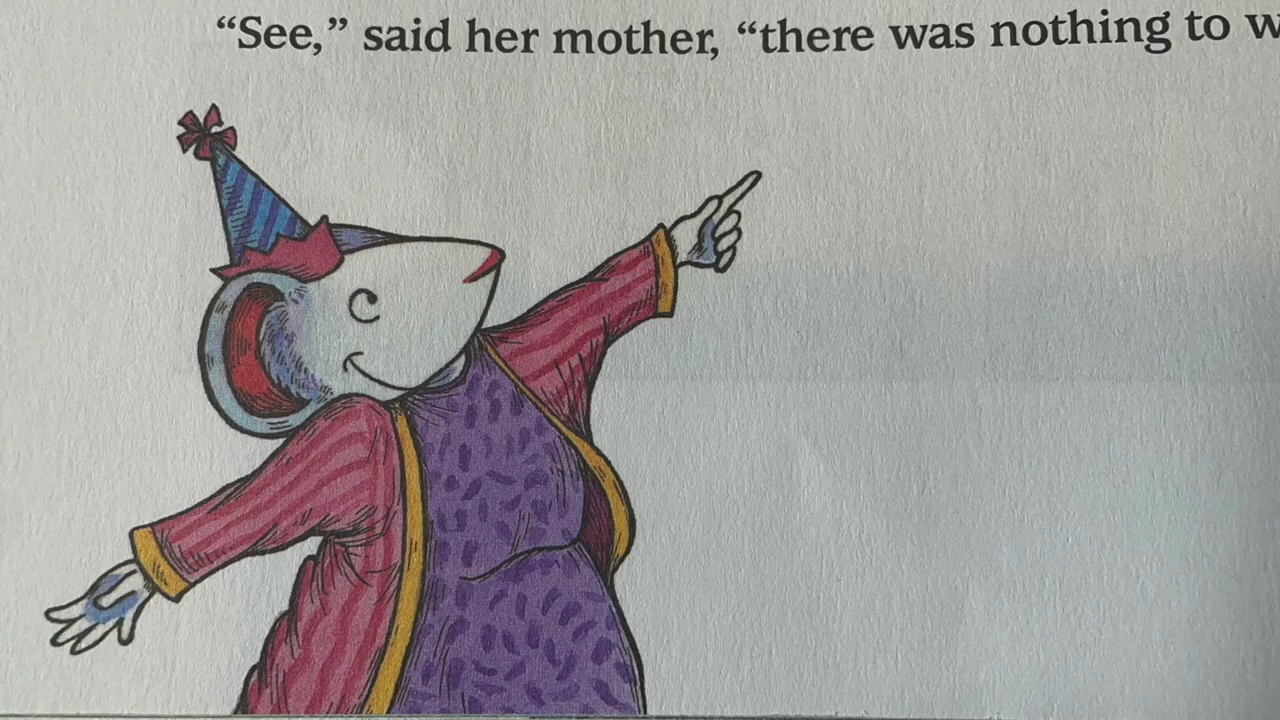 “See,” said her mother, “there was nothing to